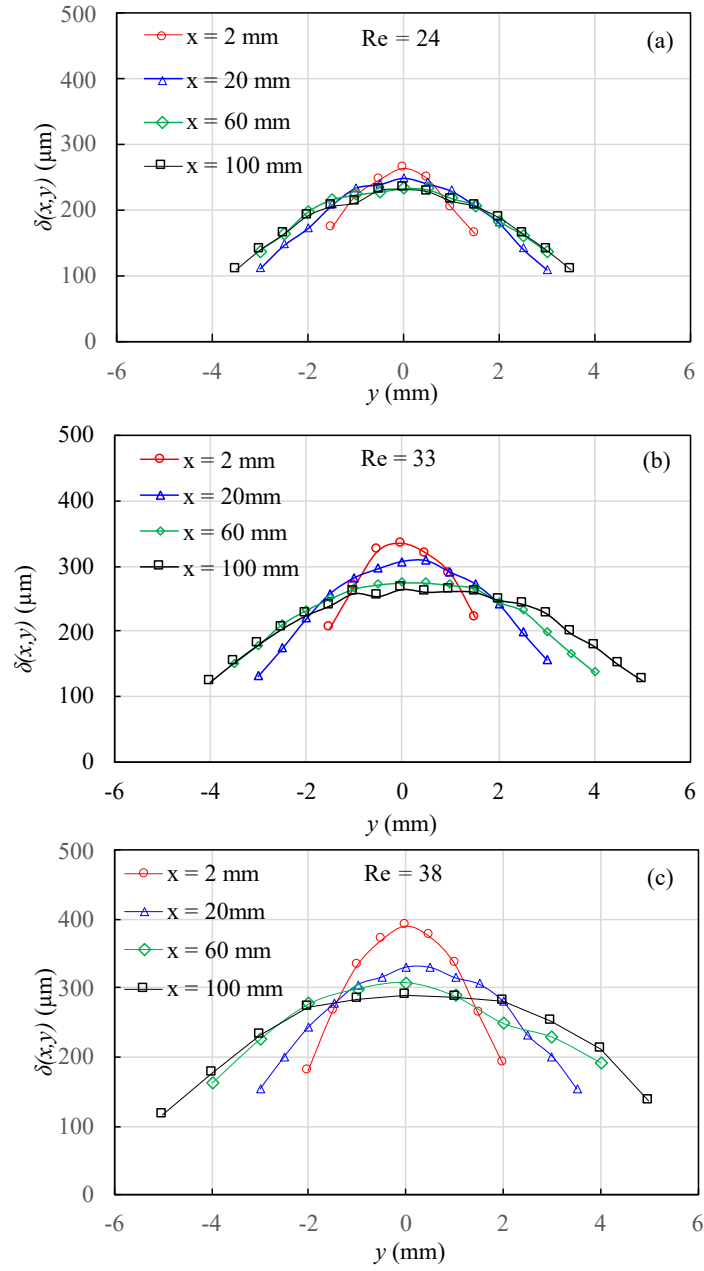 500
x = 2 mm
Re = 24
(a)
400
x = 20 mm
300
x = 60 mm
x = 100 mm
200
100
0
δ(x,y) (μm)
-6 -4 -2 0 2 4 6
y (mm)
500
x = 2 mm
Re = 33
(b)
400
x = 20mm
x = 60 mm
300
x = 100 mm
200
100
0
δ(x,y) (μm)
-6 -4 -2 0 2 4 6
y (mm)
500
x = 2 mm
Re = 38
(c)
x = 20mm
400
x = 60 mm
300
x = 100 mm
200
100
0
δ(x,y) (μm)
-6 -4 -2 0 2 4 6
y (mm)